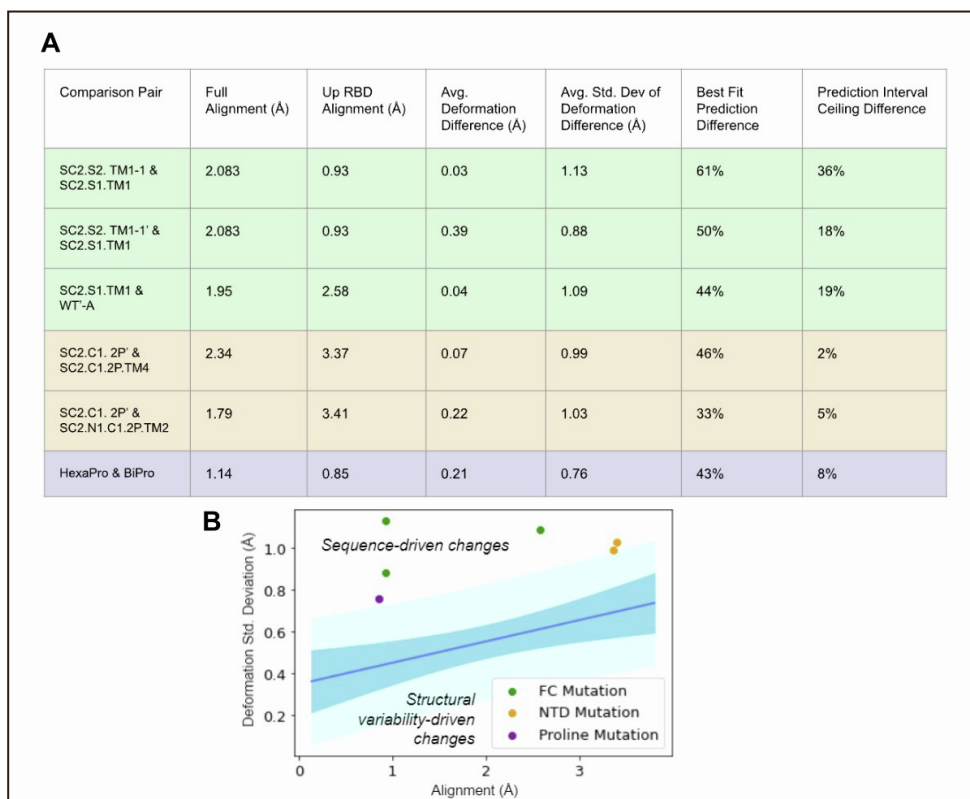 A
Comparison Pair Full Alignment (Å) Up RBD Alignment (Å) Avg. Deformation Difference (Å) Avg. Std. Dev of Deformation Difference (Å) Best Fit Prediction Difference Prediction Interval Ceiling Difference
SC2.S2. TM1-1 & SC2.S1.TM1 2.083 0.93 0.03 1.13 61% 36%
SC2.S2. TM1-1' & SC2.S1.TM1 2.083 0.93 0.39 0.88 50% 18%
SC2.S1.TM1 & WT'-A 1.95 2.58 0.04 1.09 44% 19%
SC2.C1. 2P' & SC2.C1.2P.TM4 2.34 3.37 0.07 0.99 46% 2%
SC2.C1. 2P' & SC2.N1.C1.2P.TM2 1.79 3.41 0.22 1.03 33% 5%
HexaPro & BiPro 1.14 0.85 0.21 0.76 43% 8%
B
Deformation Std. Deviation (Å)
1.0
0.8
0.6
0.4
0.2
Sequence-driven changes
Structural
variability-driven
changes
FC Mutation
NTD Mutation
Proline Mutation
0 1 2 3
Alignment (Å)